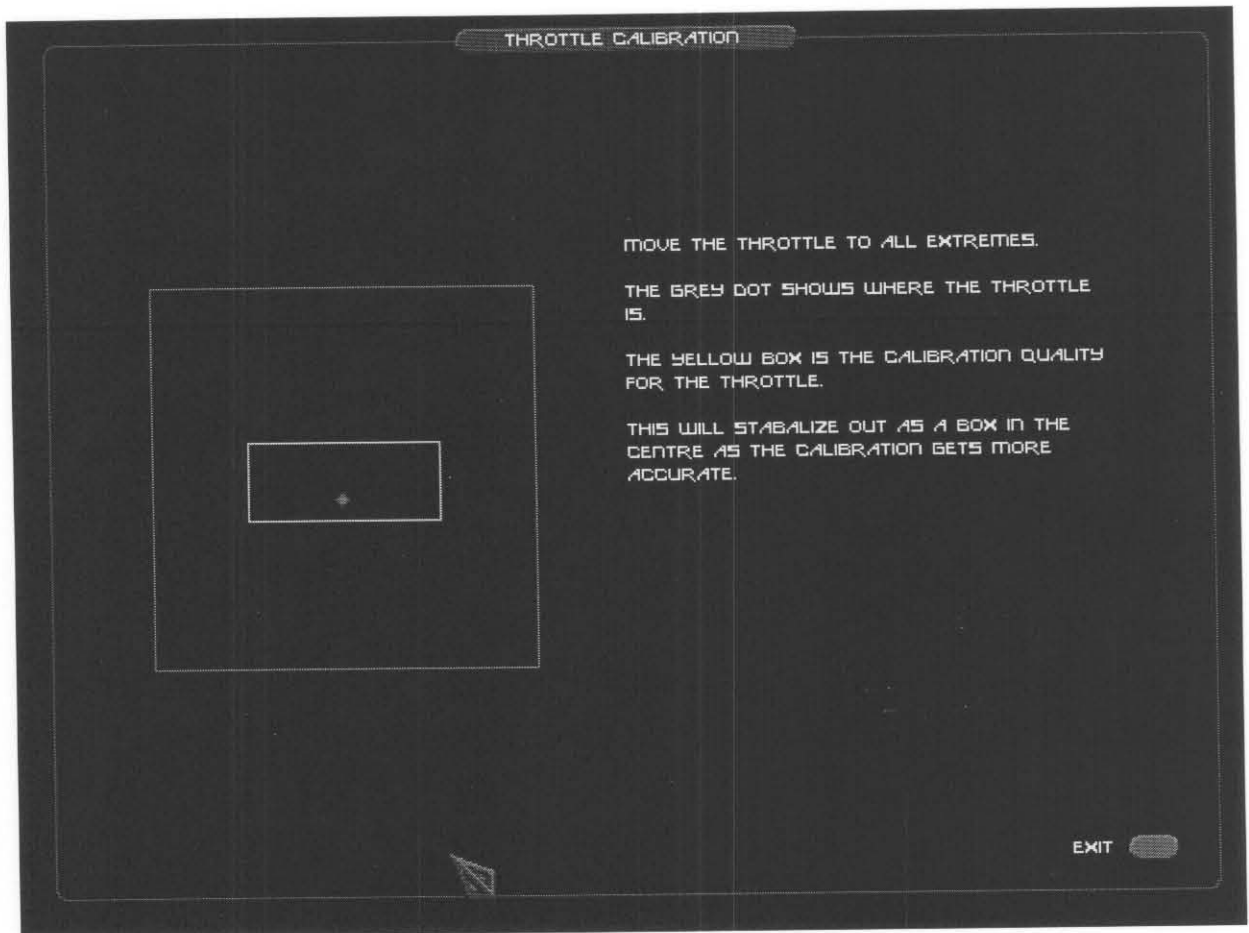 THROTTLE CALIBRATION
MOVE THE THROTTLE TO ALL EXTREMES.
THE GREY DOT SHOWS WHERE THE THROTTLE
IS.
THE YELLOW BOX IS THE CALIBRATION QUALITY
FOR THE THROTTLE.
THIS WILL STABALIZE OUT AS A BOX IN THE
CENTRE AS THE CALIBRATION GETS MORE
ACCURATE.
EXIT